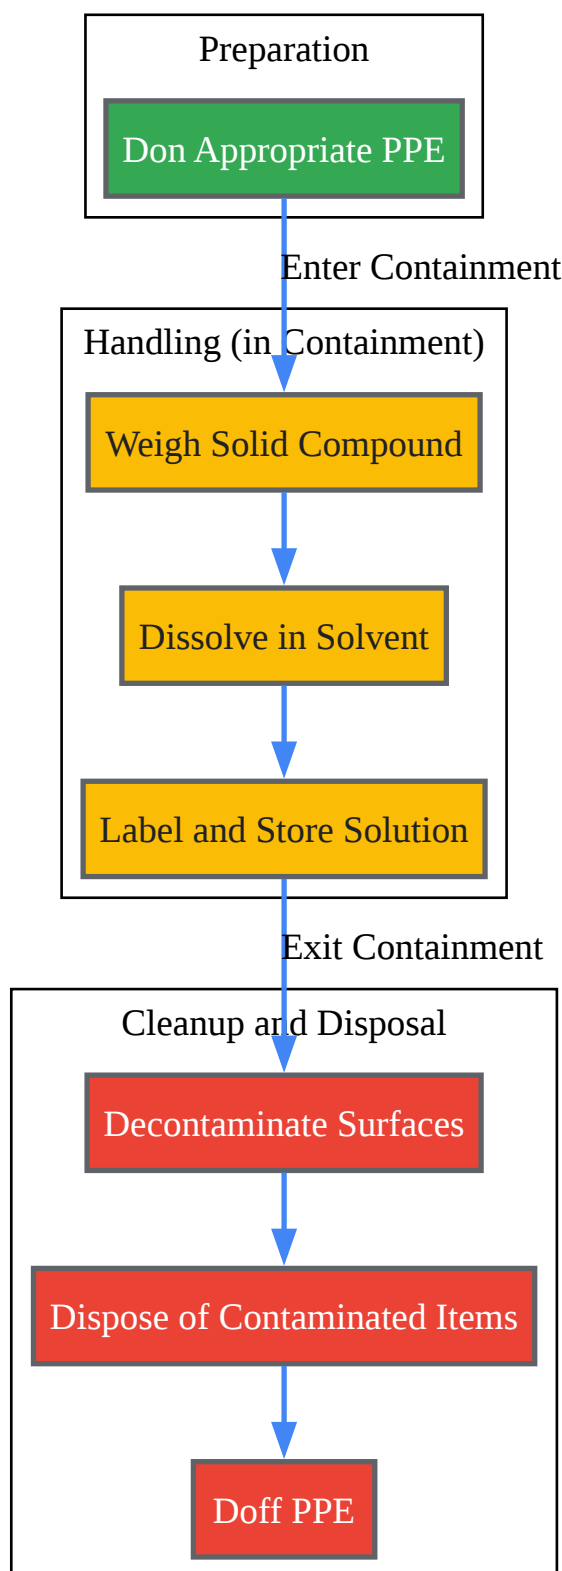 Preparation
Don Appropriate PPE
Enter Containment
Handling (in Containment)
Weigh Solid Compound
Dissolve in Solvent
Label and Store Solution
Exit Containment
Cleanup and Disposal
Decontaminate Surfaces
Dispose of Contaminated Items
Doff PPE